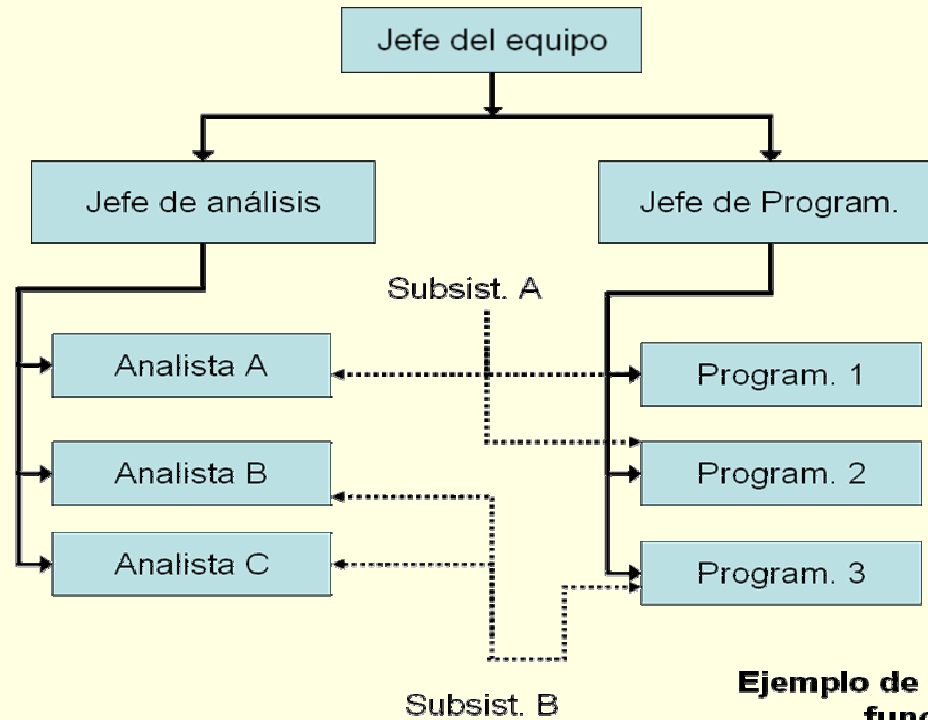 Jefe del equipo
Jefe de análisis
Jefe de Program.
Subsist. A
Analista A
Program. 1
Analista B
Program. 2
Analista C
Program. 3
Ejemplo de
Subsist. B